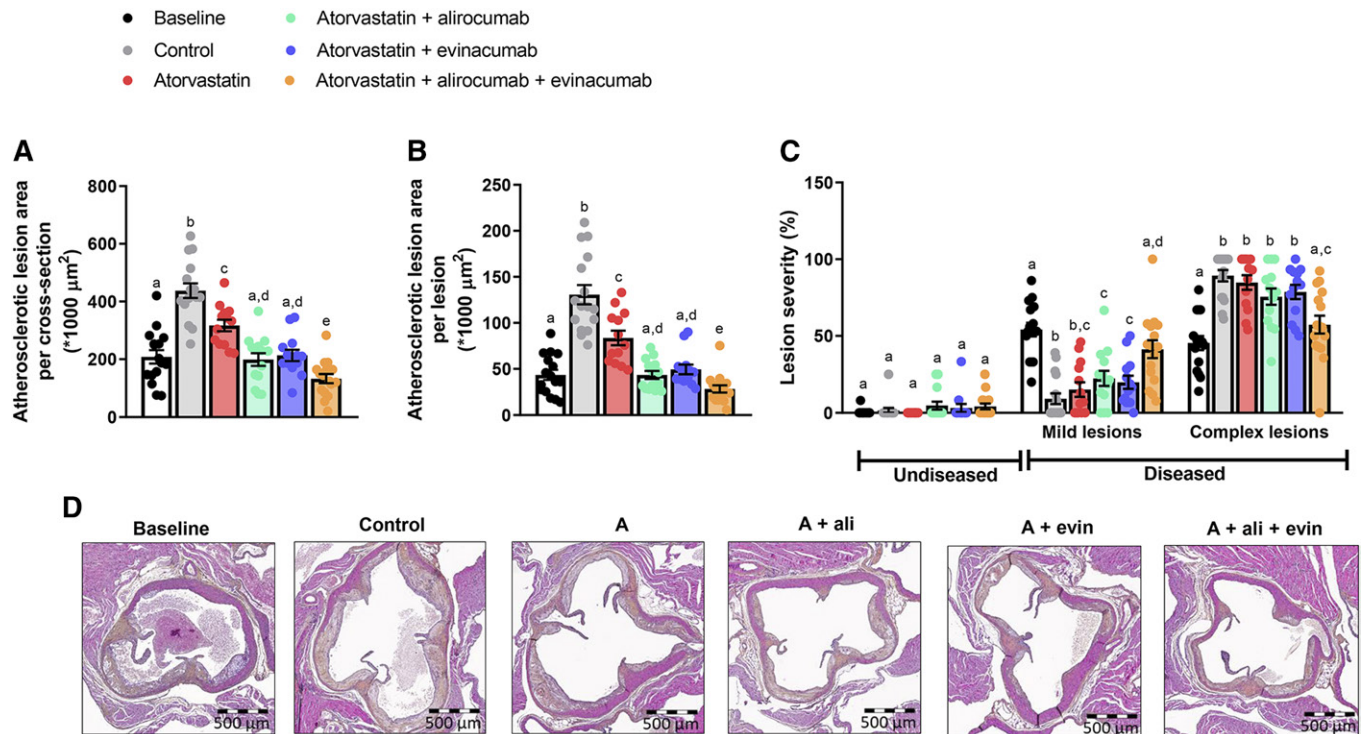 Baseline
Control
Atorvastatin
Atorvastatin + alirocumab
Atorvastatin + evinacumab
Atorvastatin + alirocumab + evinacumab
A
Atherosclerotic lesion area
per cross-section
(*1000 µm²)
800
600
400
200
0
a
b
c
a,d
a,d
e
B
Atherosclerotic lesion area
per lesion
(*1000 µm²)
250
200
150
100
50
0
a
b
c
a,d
a,d
e
C
Lesion severity (%)
150
100
50
0
a
a
a
a
a
a
a
b
b,c
c
c
a,d
a
b
b
b
b
a,c
Mild lesions
Complex lesions
Undiseased
Diseased
D
Baseline
Control
A
A + ali
A + evin
A + ali + evin
500 µm
500 µm
500 µm
500 µm
500 µm
500 µm